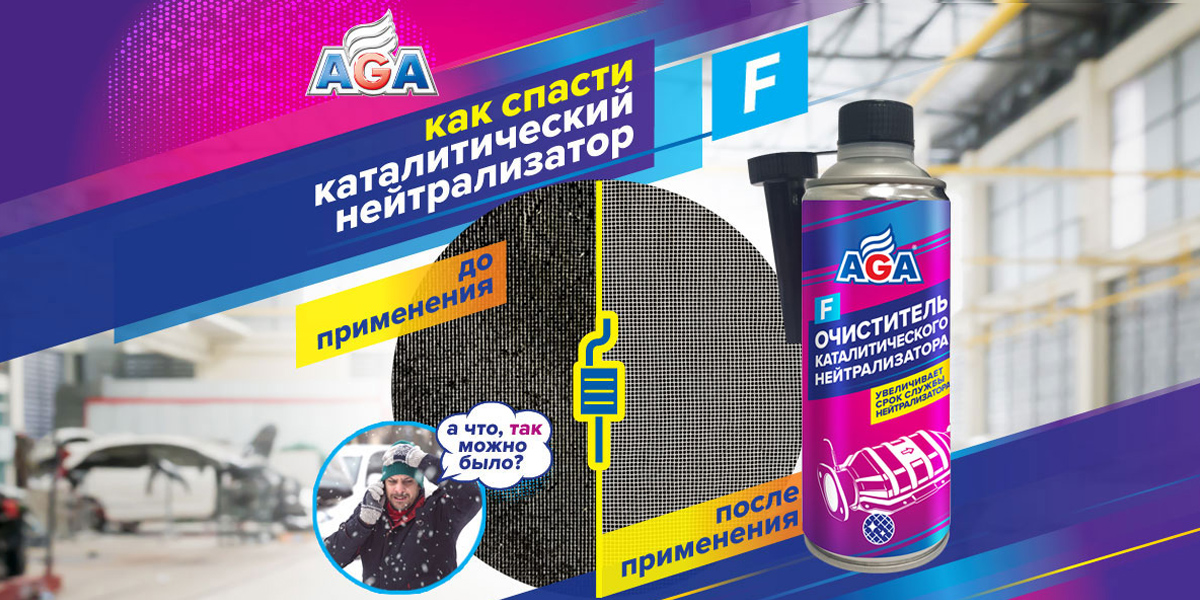 AGA
как спасти
каталитический
нейтрализатор
F
до
применения
а что, так
можно
было?
после
применения
AGA
F
ОЧИСТИТЕЛЬ
КАТАЛИТИЧЕСКОГО
НЕЙТРАЛИЗАТОРА
УВЕЛИЧИВАЕТ
СРОК СЛУЖБЫ
НЕЙТРАЛИЗАТОРА
AGA